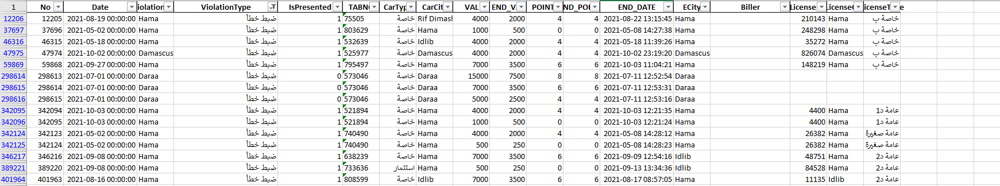 1 No Date iolation ViolationType IsPresented TABN CarTyp CarCit VAL END_V POINT ND_POI END_DATE ECity Biller License License icenseT e
12206 12205 2021-08-19 00:00:00 Hama ضبط خطأ 1 75505 خاصة Rif Dimash 4000 2000 4 4 2021-08-22 13:15:45 Hama 210143 Hama خاصة ب
37697 37696 2021-05-02 00:00:00 Hama ضبط خطأ 1 803629 خاصة Hama 1000 500 0 0 2021-05-08 14:27:38 Hama 248298 Hama خاصة ب
46316 46315 2021-05-18 00:00:00 Hama ضبط خطأ 1 532639 خاصة Idlib 4000 2000 4 4 2021-05-18 11:39:26 Hama 35272 Hama خاصة ب
47975 47974 2021-10-02 00:00:00 Damascus ضبط خطأ 1 525977 خاصة Damascus 4000 2000 4 4 2021-10-02 23:19:20 Damascus 826074 Damascus خاصة ب
59869 59868 2021-09-27 00:00:00 Hama ضبط خطأ 1 795497 خاصة Hama 7000 3500 6 6 2021-10-03 11:04:21 Hama 148219 Hama خاصة ب
298614 298613 2021-07-01 00:00:00 Daraa ضبط خطأ 0 573046 خاصة Daraa 15000 7500 8 8 2021-07-11 12:52:54 Daraa
298615 298614 2021-07-01 00:00:00 Daraa ضبط خطأ 0 573046 خاصة Daraa 7000 3500 6 6 2021-07-11 12:53:31 Daraa
298616 298615 2021-07-01 00:00:00 Daraa ضبط خطأ 0 573046 خاصة Daraa 5000 2500 4 4 2021-07-11 12:53:16 Daraa
342095 342094 2021-10-03 00:00:00 Hama ضبط خطأ 1 521894 خاصة Hama 4000 2000 4 4 2021-10-03 12:21:35 Hama 4400 Hama عامة د1
342096 342095 2021-10-03 00:00:00 Hama ضبط خطأ 1 521894 خاصة Hama 1000 500 0 0 2021-10-03 12:21:24 Hama 4400 Hama عامة د1
342124 342123 2021-05-02 00:00:00 Hama ضبط خطأ 1 740490 خاصة Hama 4000 2000 4 4 2021-05-08 14:28:12 Hama 26382 Hama عامة صغيرة
342125 342124 2021-05-02 00:00:00 Hama ضبط خطأ 1 740490 خاصة Hama 500 250 0 0 2021-05-08 14:28:23 Hama 26382 Hama عامة صغيرة
346217 346216 2021-09-08 00:00:00 Hama ضبط خطأ 1 638239 خاصة Hama 7000 3500 6 6 2021-09-09 12:54:16 Idlib 48751 Hama عامة د2
389221 389220 2021-09-08 00:00:00 Hama ضبط خطأ 1 733636 استثمار Hama 500 250 0 0 2021-09-13 13:34:36 Idlib 84528 Hama عامة د2
401964 401963 2021-08-16 00:00:00 Hama ضبط خطأ 1 808599 خاصة Idlib 7000 3500 6 6 2021-08-17 08:57:05 Hama 11135 Idlib عامة د2